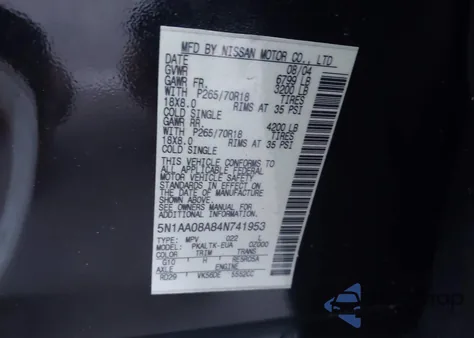 MFD BY NISSAN MOTOR CO., LTD
DATE 08/04
GVWR 6799 LB
GAWR FR. 3200 LB
WITH P265/70R18 TIRES
18X8.0 RIMS AT 35 PSI
COLD SINGLE
GAWR RR. 4200 LB
WITH P265/70R18 TIRES
18X8.0 RIMS AT 35 PSI
COLD SINGLE
THIS VEHICLE CONFORMS TO
ALL APPLICABLE FEDERAL
MOTOR VEHICLE SAFETY
STANDARDS IN EFFECT ON
THE DATE OF MANUFACTURE
SHOWN ABOVE.
SEE OWNERS MANUAL FOR
ADDITIONAL INFORMATION
5N1AA08A84N741953
TYPE: MPV 022 L
MODEL: PKALTK-EUA
COLOR TRIM TRANS
G10 H RE5R05A
AXLE ENGINE
R029 VK56DE 5552CC